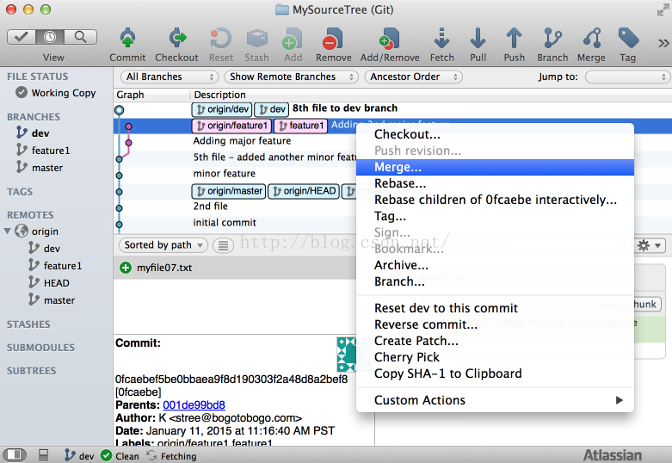 MySourceTree (Git)
View Commit Checkout Reset Stash Add Remove Add/Remove Fetch Pull Push Branch Merge Tag
FILE STATUS
Working Copy
BRANCHES
dev
feature1
master
TAGS
REMOTES
origin
dev
feature1
HEAD
master
STASHES
SUBMODULES
SUBTREES
All Branches Show Remote Branches Ancestor Order Jump to:
Graph Description
origin/dev dev 8th file to dev branch
origin/feature1 feature1 Adding 2nd major feature
Adding major feature
5th file - added another minor featu
minor feature
origin/master origin/HEAD
2nd file
initial commit
Sorted by path
http://blog.csdn.net/
myfile07.txt
hunk
Commit:
0fcaebef5be0bbaea9f8d190303f2a48d8a2bef8
[0fcaebe]
Parents: 001de99bd8
Author: K <stree@bogotobogo.com>
Date: January 11, 2015 at 11:16:40 AM PST
Labels: origin/feature1 feature1
Checkout...
Push revision...
Merge...
Rebase...
Rebase children of 0fcaebe interactively...
Tag...
Sign...
Bookmark...
Archive...
Branch...
Reset dev to this commit
Reverse commit...
Create Patch...
Cherry Pick
Copy SHA-1 to Clipboard
Custom Actions
dev Clean Fetching
Atlassian